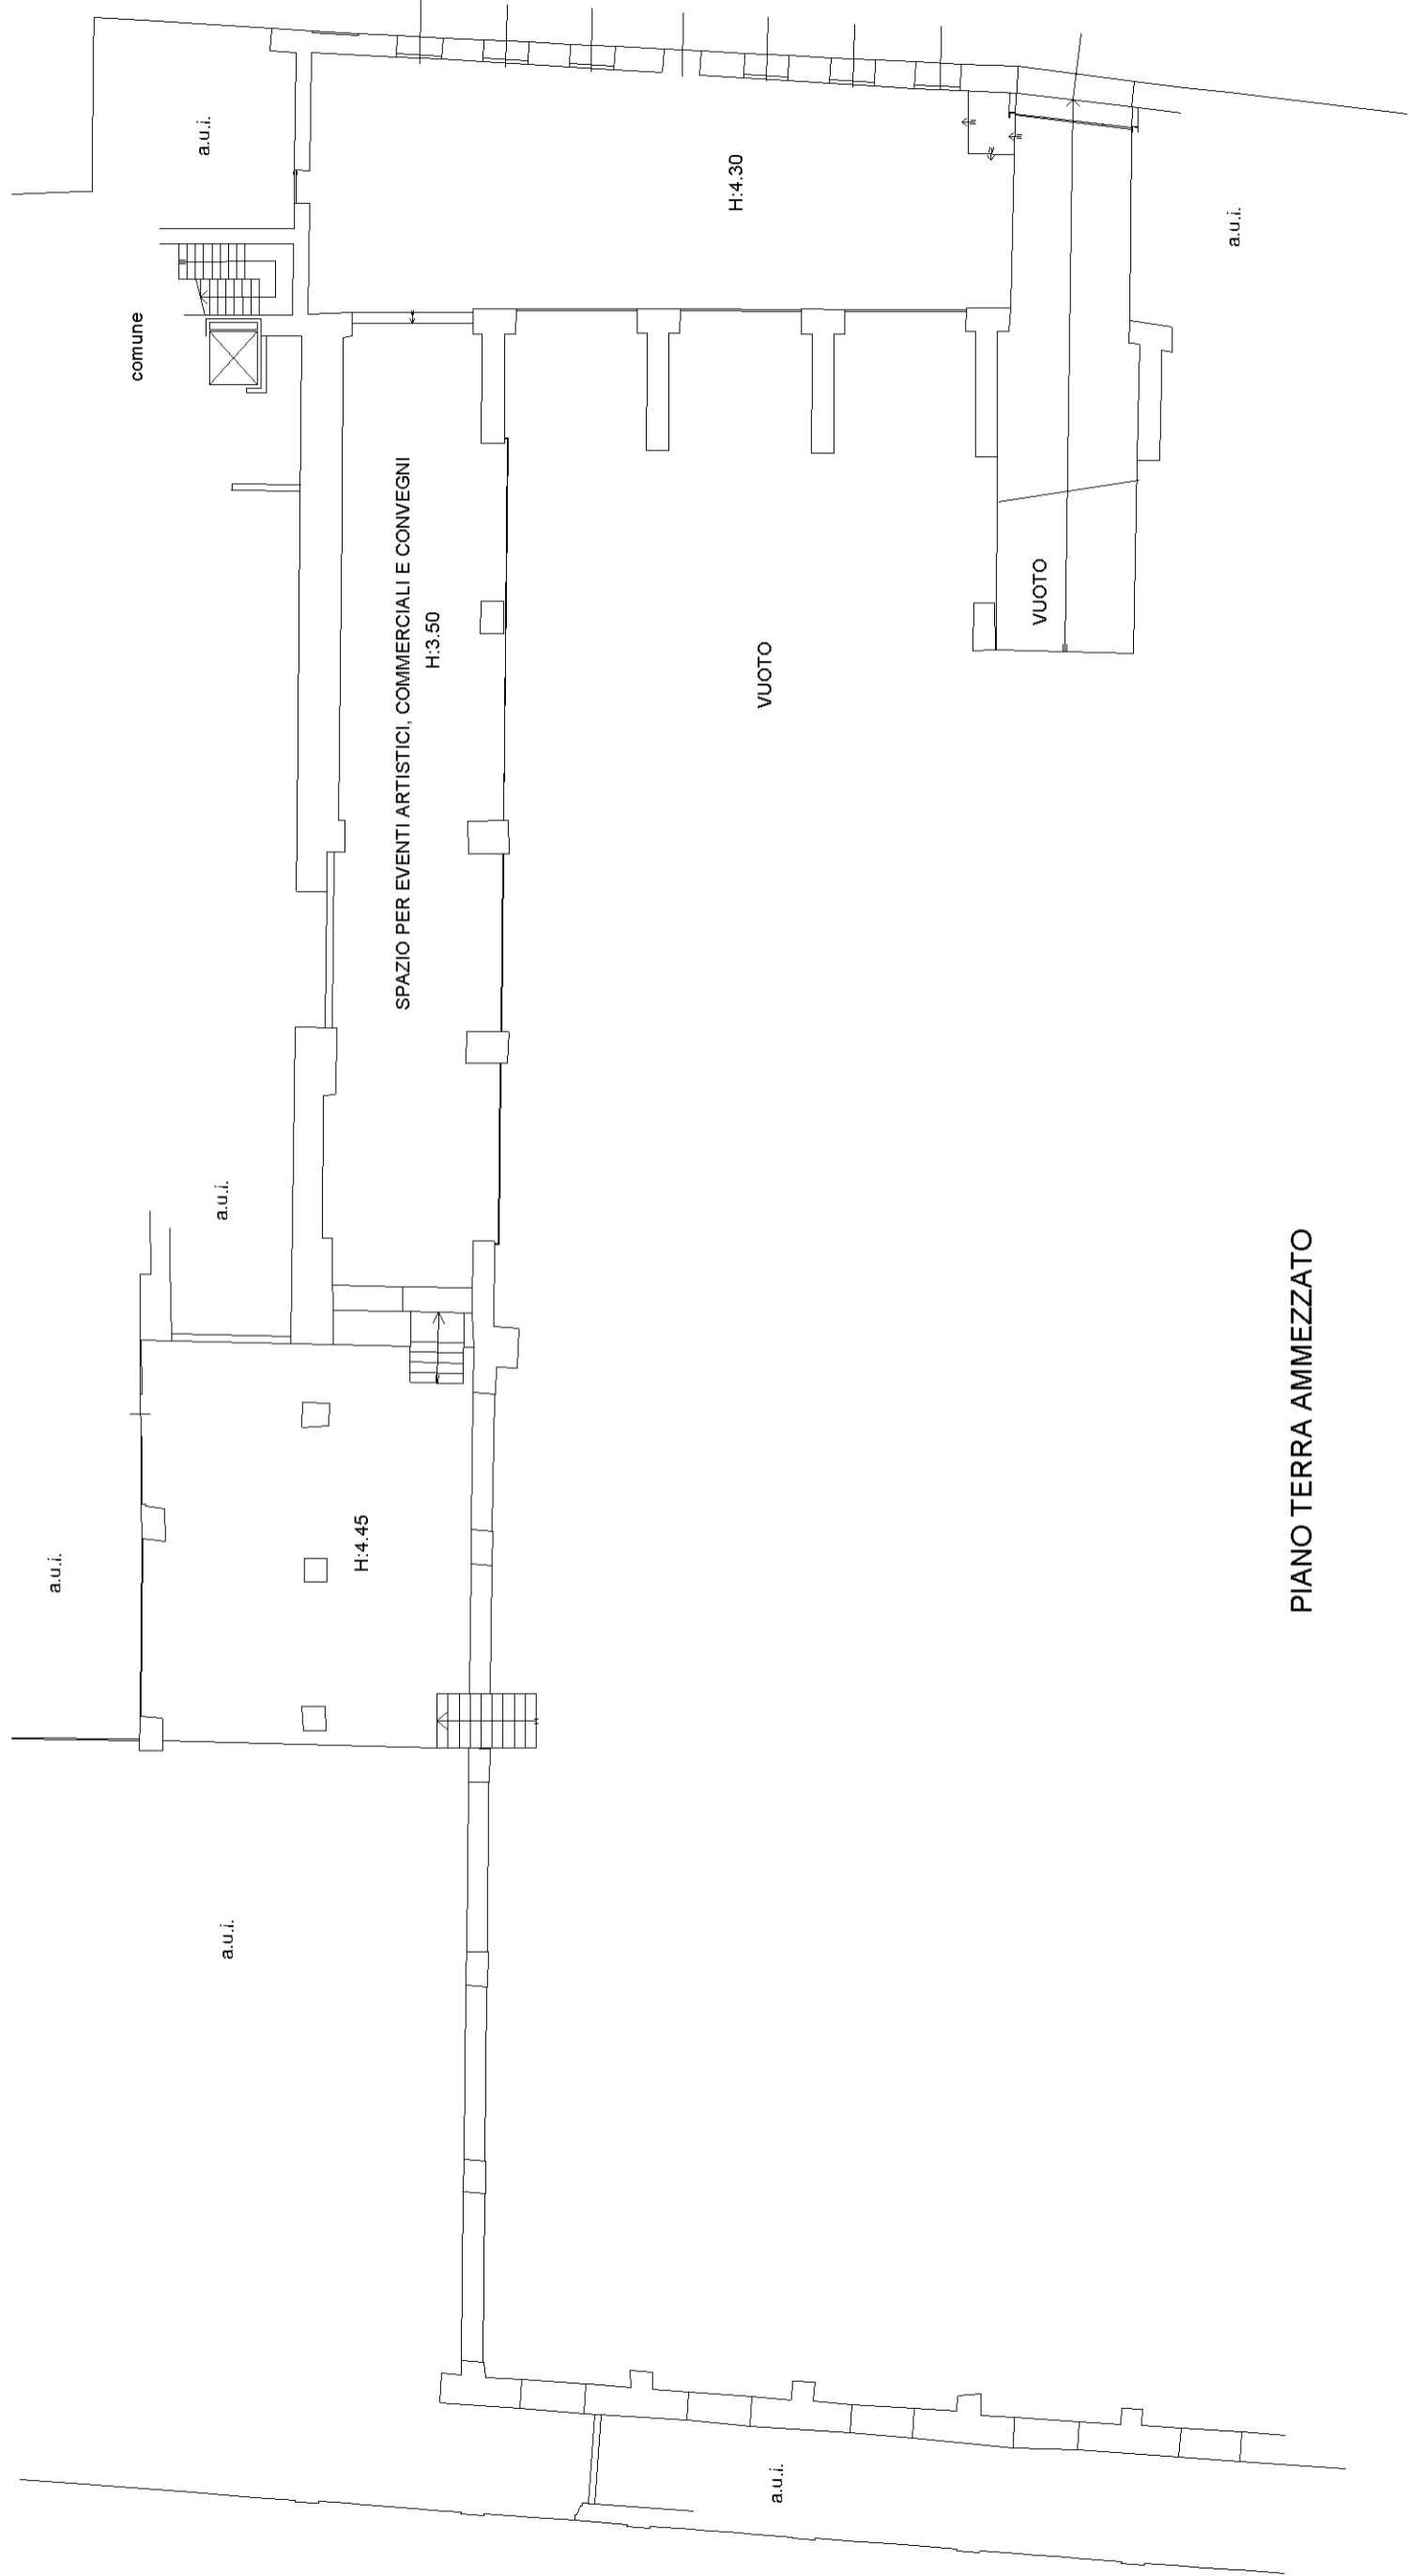 a.u.i.
a.u.i.
a.u.i.
a.u.i.
comune
a.u.i.
H:4.45
SPAZIO PER EVENTI ARTISTICI, COMMERCIALI E CONVEGNI
H:3.50
H:4.30
VUOTO
a.u.i.
VUOTO
a.u.i.
PIANO TERRA AMMEZZATO